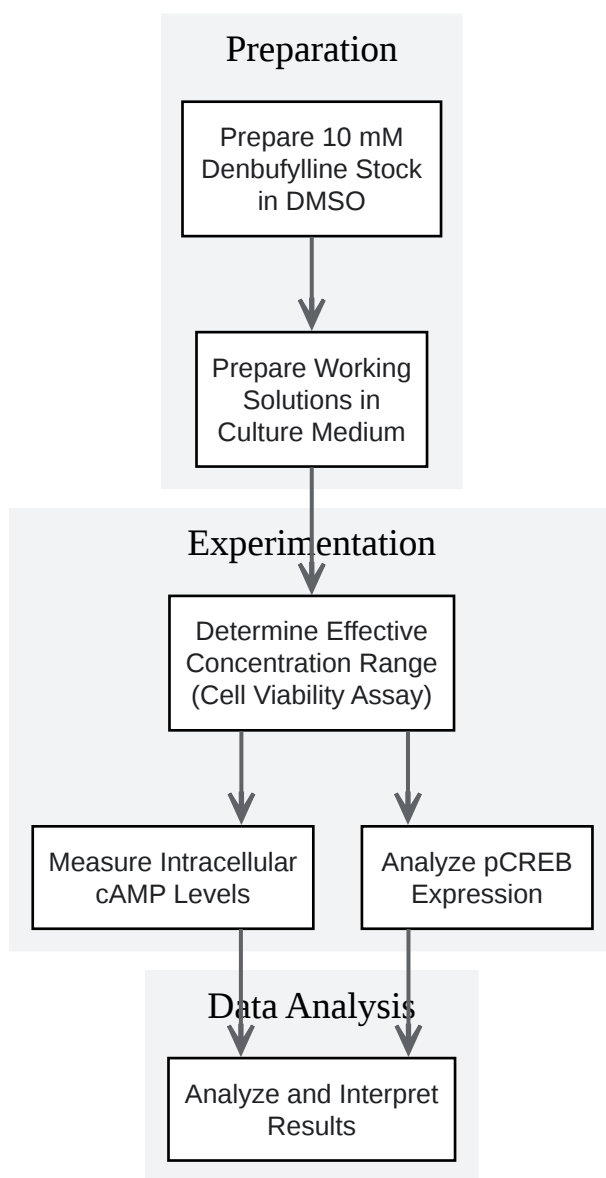 Preparation
Prepare 10 mM
Denbufylline Stock
in DMSO
Prepare Working
Solutions in
Culture Medium
Experimentation
Determine Effective
Concentration Range
(Cell Viability Assay)
Measure Intracellular
cAMP Levels
Analyze pCREB
Expression
Data Analysis
Analyze and Interpret
Results